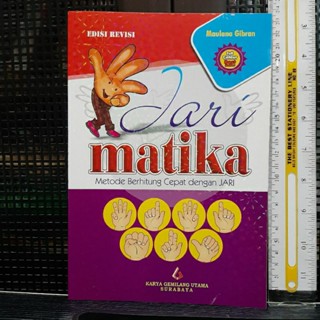 EDISI REVISI
Maulana Gibran
Jari
matika
Metode Berhitung Cepat dengan JARI
KARYA GEMILANG UTAMA
SURABAYA
THE BEST STATIONERY LINE